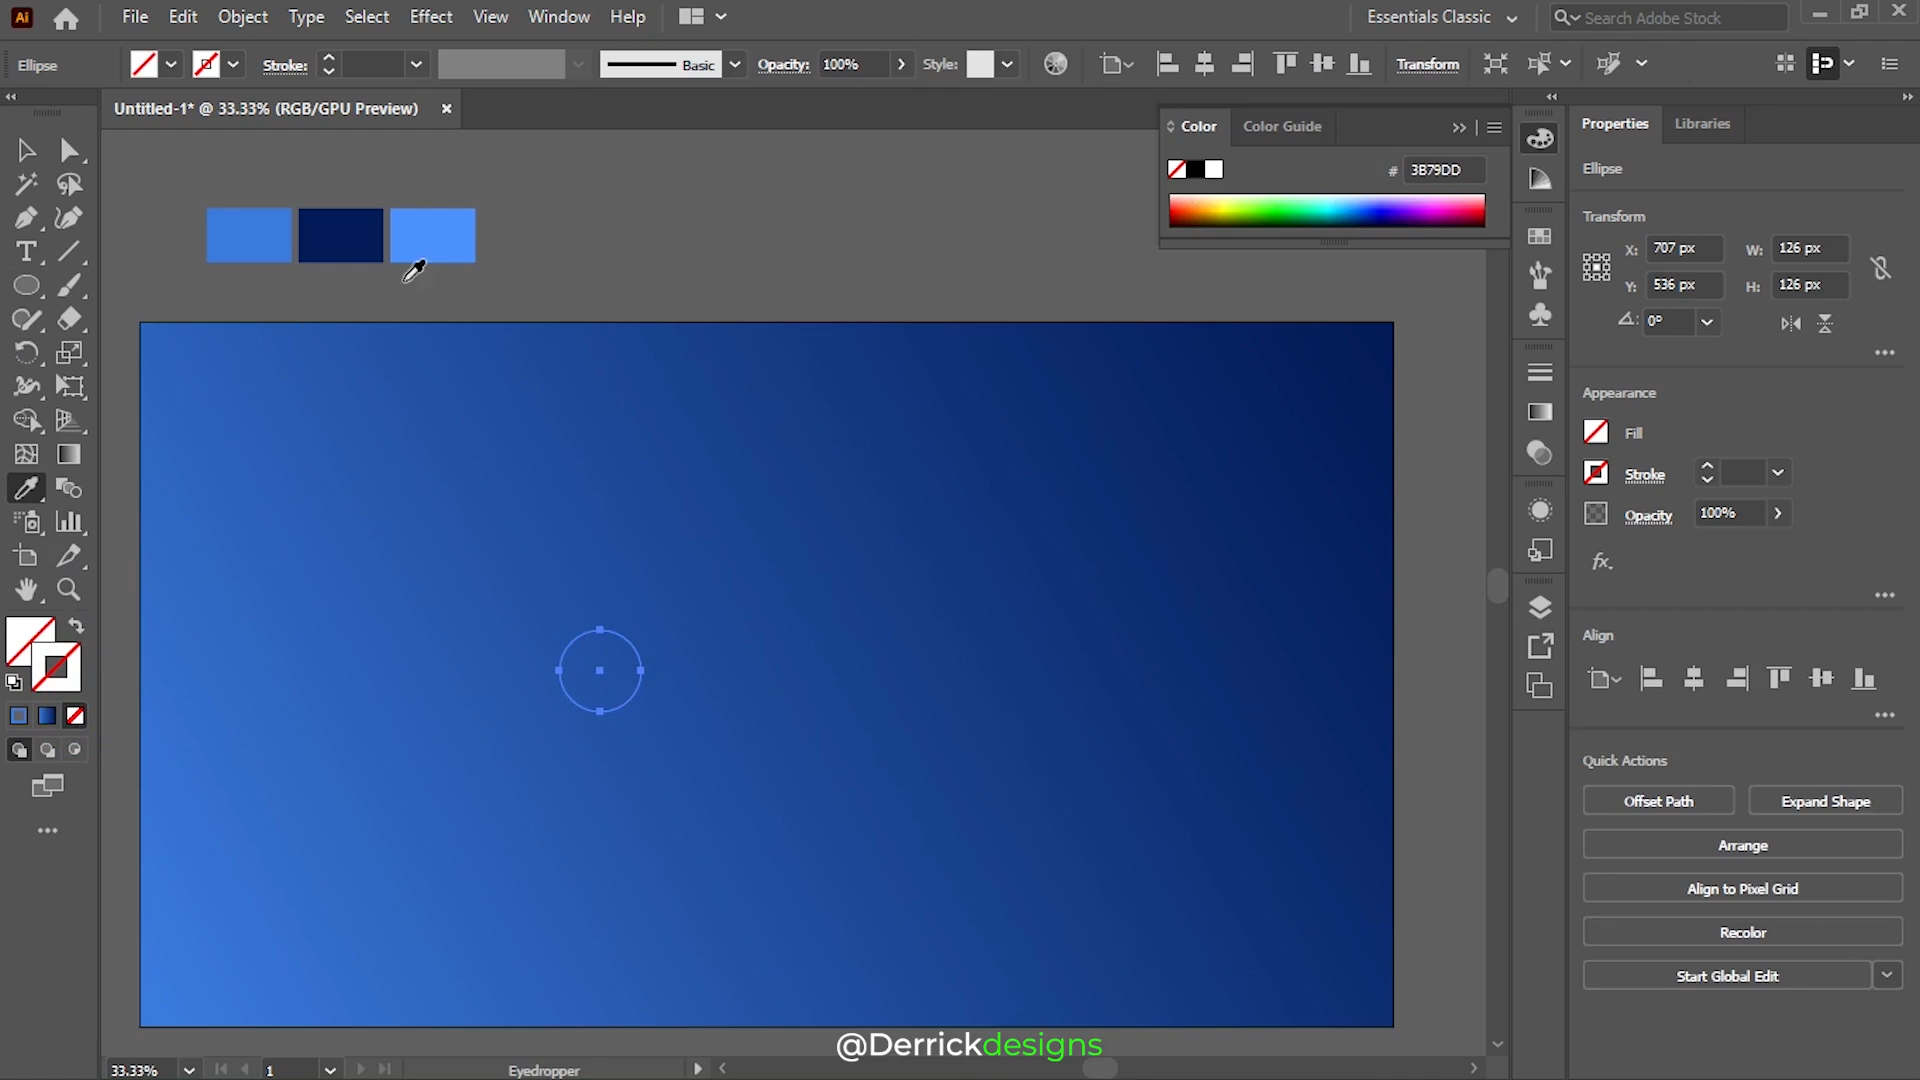 Ai
File Edit Object Type Select Effect View Window Help
Essentials Classic
Search Adobe Stock
Ellipse
Stroke:
Basic
Opacity: 100%
Style:
Transform
Untitled-1* @ 33.33% (RGB/GPU Preview)
Color
Color Guide
# 3B79DD
Properties
Libraries
Ellipse
Transform
X: 707 px W: 126 px
Y: 536 px H: 126 px
0°
Appearance
Fill
Stroke
Opacity 100%
fx.
Align
Quick Actions
Offset Path
Expand Shape
Arrange
Align to Pixel Grid
Recolor
Start Global Edit
@Derrickdesigns
33.33%
1
Eyedropper